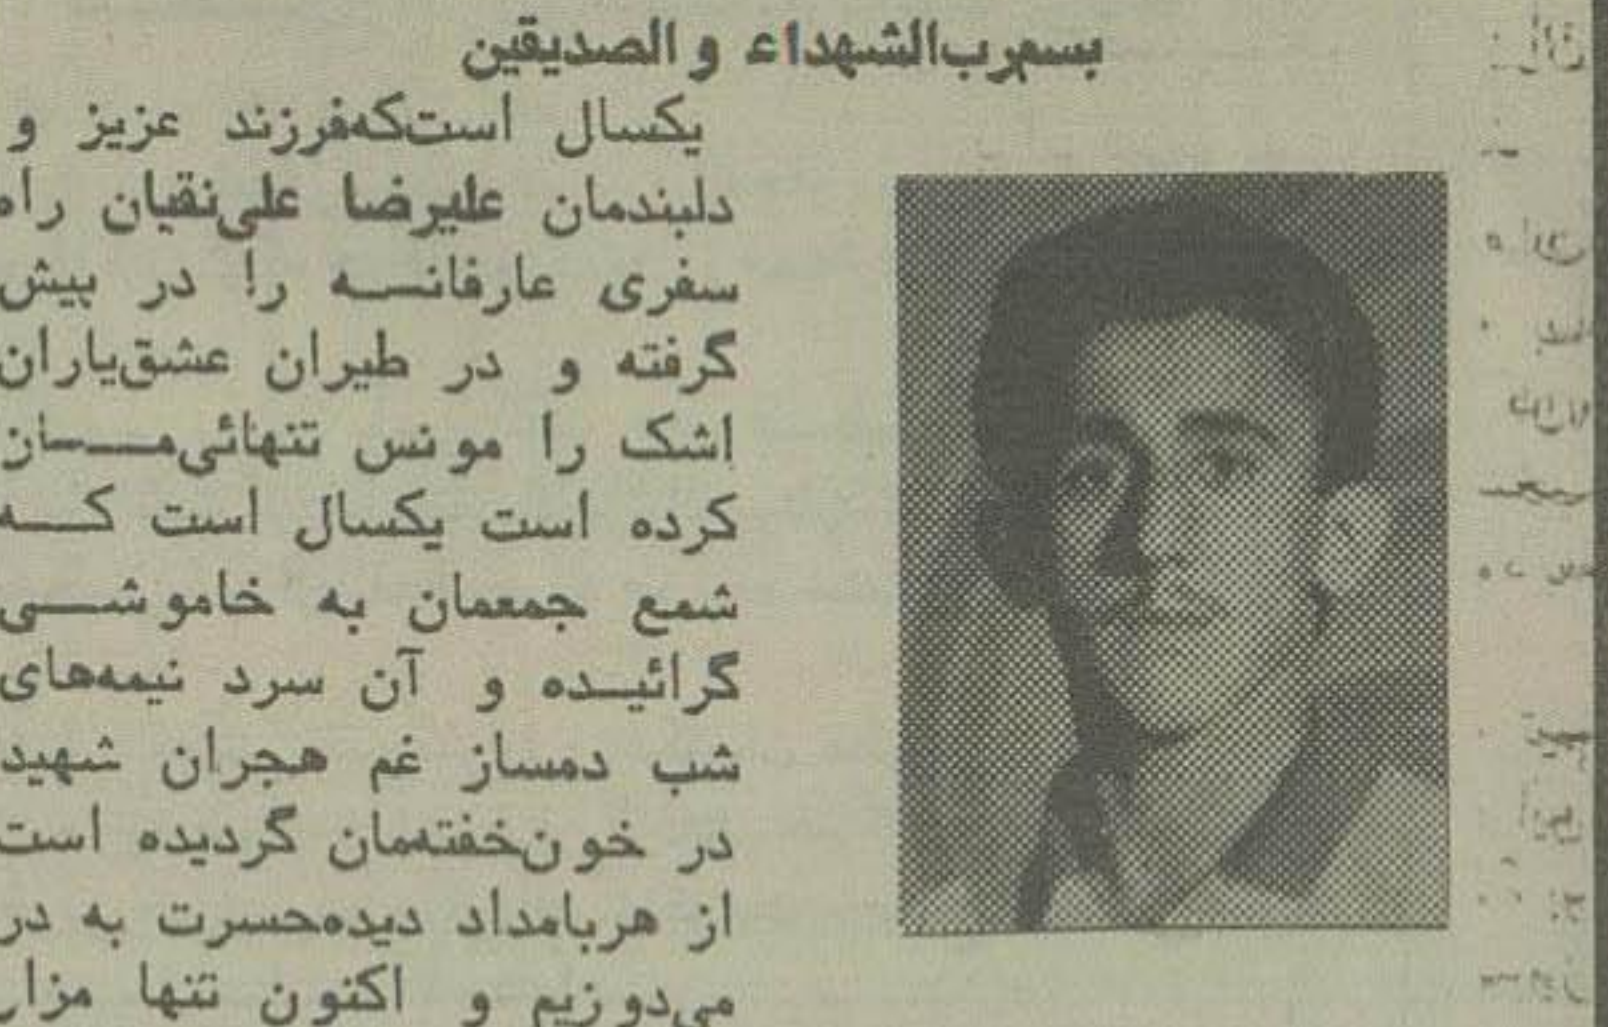 بسم‌رب‌الشهداء و الصدیقین
یکسال است‌که‌فرزند عزیز و
دلبندمان علیرضا علی‌نقیان راه
سفری عارفانـــه را در پیش
گرفته و در طیران عشق‌یاران
اشک را مونس تنهائی‌مـــان
کرده است یکسال است کـــه
شمع جمعمان به خاموشـــی
گرائیـــده و آن سرد نیمه‌های
شب دمساز غم هجران شهید
در خون‌خفته‌مان گردیده است
از هربامداد دیده‌حسرت به در
می‌دوزیم و اکنون تنها مزار